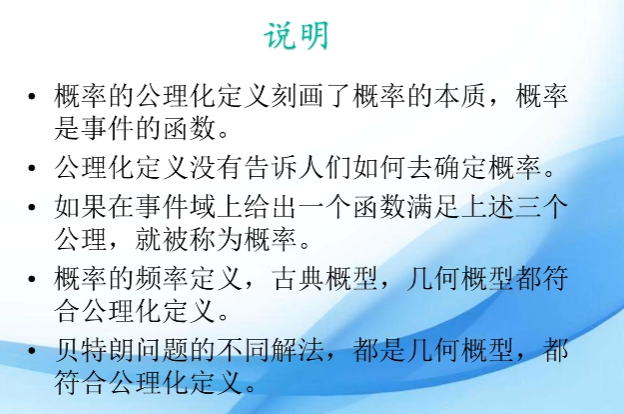 说明
• 概率的公理化定义刻画了概率的本质，概率
是事件的函数。
• 公理化定义没有告诉人们如何去确定概率。
• 如果在事件域上给出一个函数满足上述三个
公理，就被称为概率。
• 概率的频率定义，古典概型，几何概型都符
合公理化定义。
• 贝特朗问题的不同解法，都是几何概型，都
符合公理化定义。